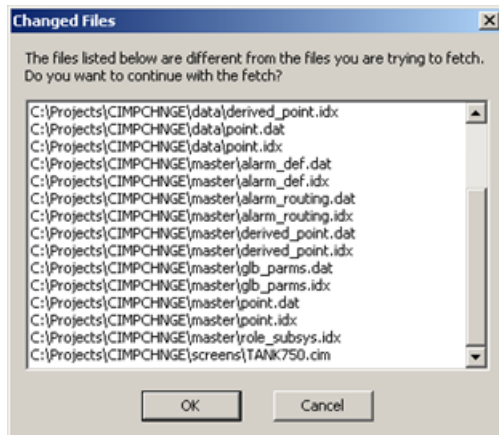 Changed Files
The files listed below are different from the files you are trying to fetch.
Do you want to continue with the fetch?
C:\Projects\CIMPCHNGE\data\derived_point.idx
C:\Projects\CIMPCHNGE\data\point.dat
C:\Projects\CIMPCHNGE\data\point.idx
C:\Projects\CIMPCHNGE\master\alarm_def.dat
C:\Projects\CIMPCHNGE\master\alarm_def.idx
C:\Projects\CIMPCHNGE\master\alarm_routing.dat
C:\Projects\CIMPCHNGE\master\alarm_routing.idx
C:\Projects\CIMPCHNGE\master\derived_point.dat
C:\Projects\CIMPCHNGE\master\derived_point.idx
C:\Projects\CIMPCHNGE\master\glb_parms.dat
C:\Projects\CIMPCHNGE\master\glb_parms.idx
C:\Projects\CIMPCHNGE\master\point.dat
C:\Projects\CIMPCHNGE\master\point.idx
C:\Projects\CIMPCHNGE\master\role_subsys.idx
C:\Projects\CIMPCHNGE\screens\TANK750.cim
OK Cancel